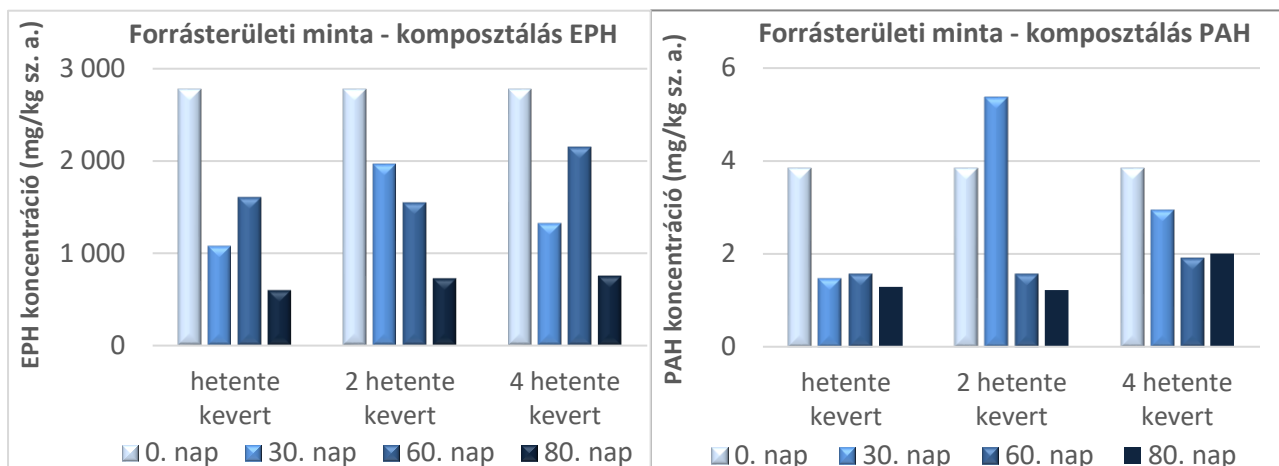 Forrásterületi minta - komposztálás EPH
EPH koncentráció (mg/kg sz. a.)
3 000
2 000
1 000
0
hetente kevert
2 hetente kevert
4 hetente kevert
0. nap 30. nap 60. nap 80. nap
Forrásterületi minta - komposztálás PAH
PAH koncentráció (mg/kg sz. a.)
6
4
2
0
hetente kevert
2 hetente kevert
4 hetente kevert
0. nap 30. nap 60. nap 80. nap